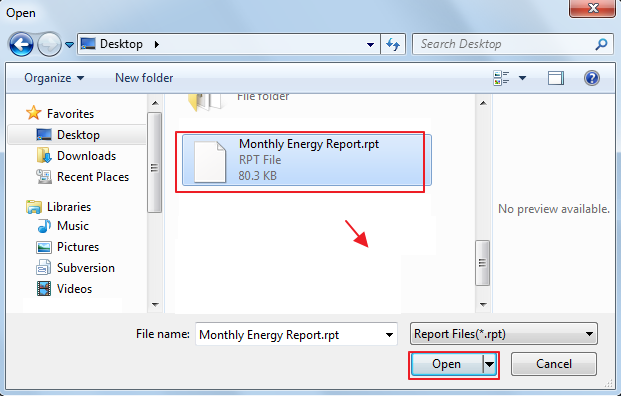 Open
Desktop
Search Desktop
Organize
New folder
File folder
Favorites
Desktop
Downloads
Recent Places
Libraries
Music
Pictures
Subversion
Videos
Monthly Energy Report.rpt
RPT File
80.3 KB
No preview available.
File name:
Monthly Energy Report.rpt
Report Files(*.rpt)
Open
Cancel